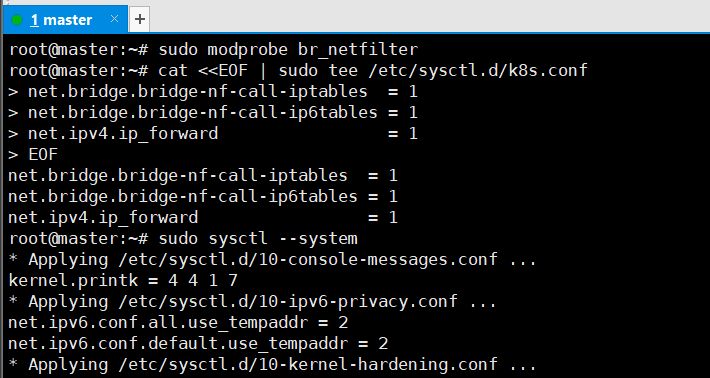 1 master × +
root@master:~# sudo modprobe br_netfilter
root@master:~# cat <<EOF | sudo tee /etc/sysctl.d/k8s.conf
> net.bridge.bridge-nf-call-iptables  = 1
> net.bridge.bridge-nf-call-ip6tables = 1
> net.ipv4.ip_forward                 = 1
> EOF
net.bridge.bridge-nf-call-iptables  = 1
net.bridge.bridge-nf-call-ip6tables = 1
net.ipv4.ip_forward                 = 1
root@master:~# sudo sysctl --system
* Applying /etc/sysctl.d/10-console-messages.conf ...
kernel.printk = 4 4 1 7
* Applying /etc/sysctl.d/10-ipv6-privacy.conf ...
net.ipv6.conf.all.use_tempaddr = 2
net.ipv6.conf.default.use_tempaddr = 2
* Applying /etc/sysctl.d/10-kernel-hardening.conf ...